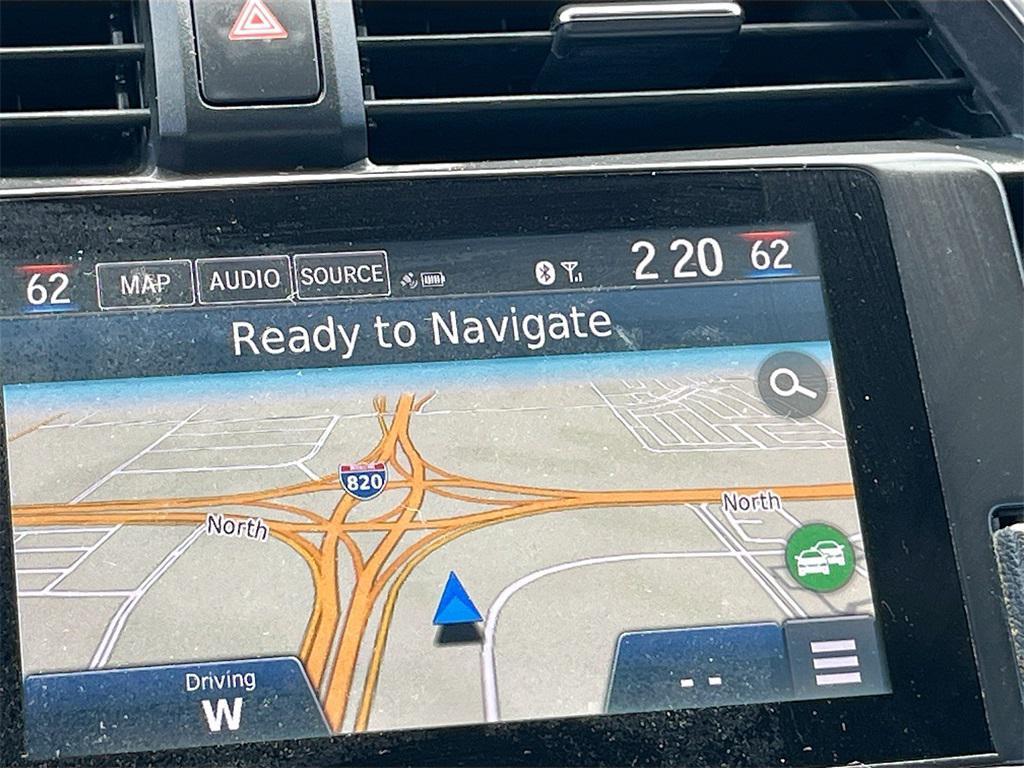 62 MAP AUDIO SOURCE 2 20 62
Ready to Navigate
820
North
North
Driving
W
- -